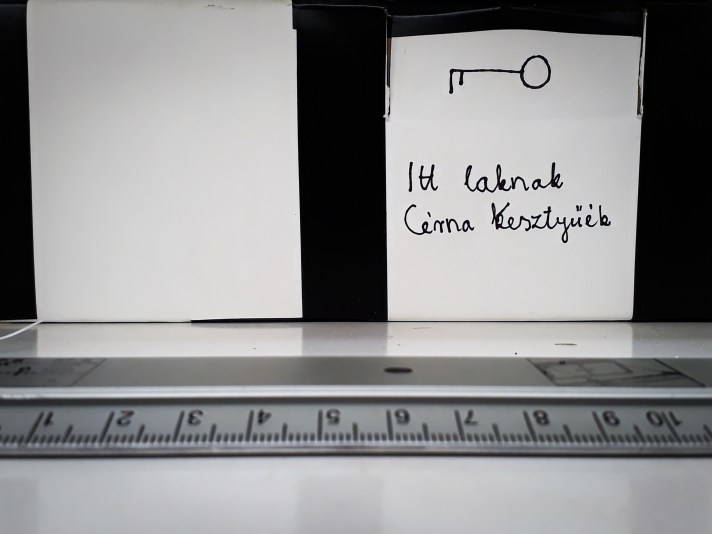 Itt laknak
Cérna Kesztyűék
1 2 3 4 5 6 7 8 9 10